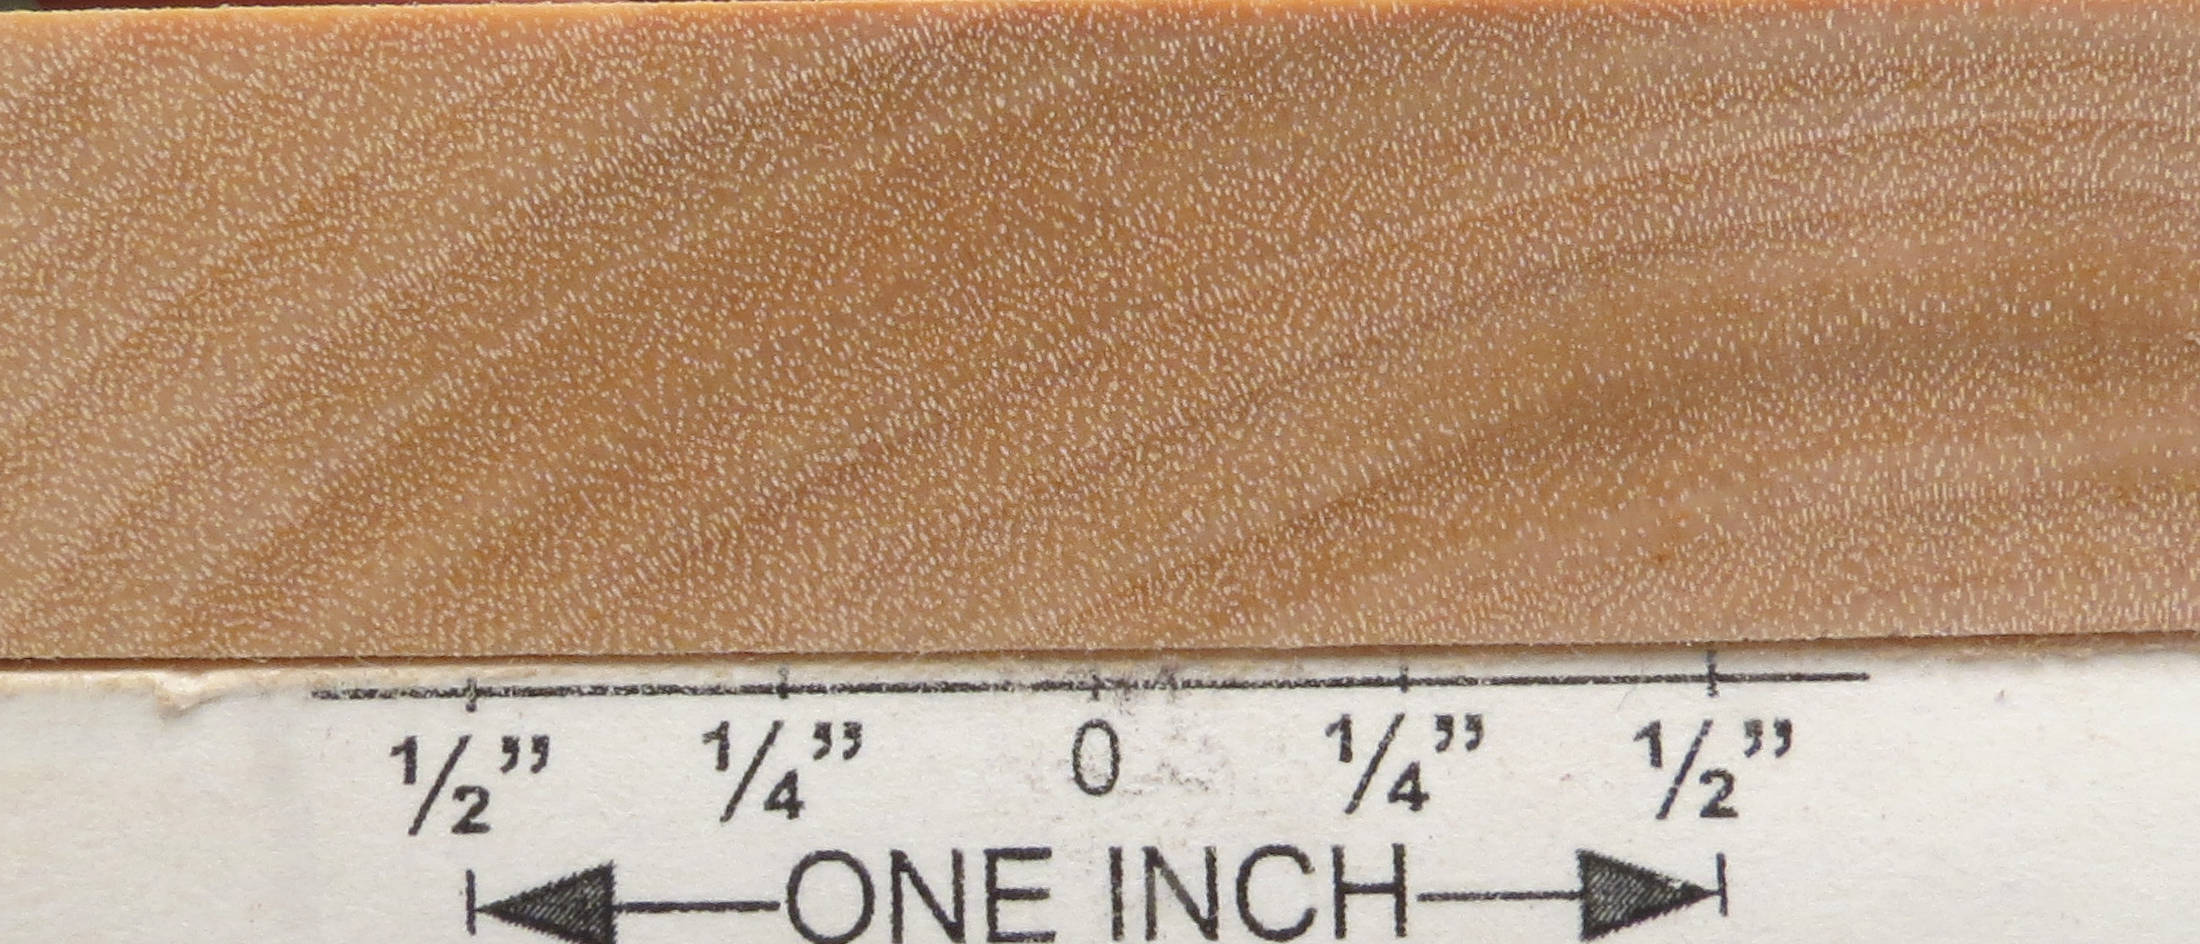 1/2” 1/4” 0 1/4” 1/2”
ONE INCH